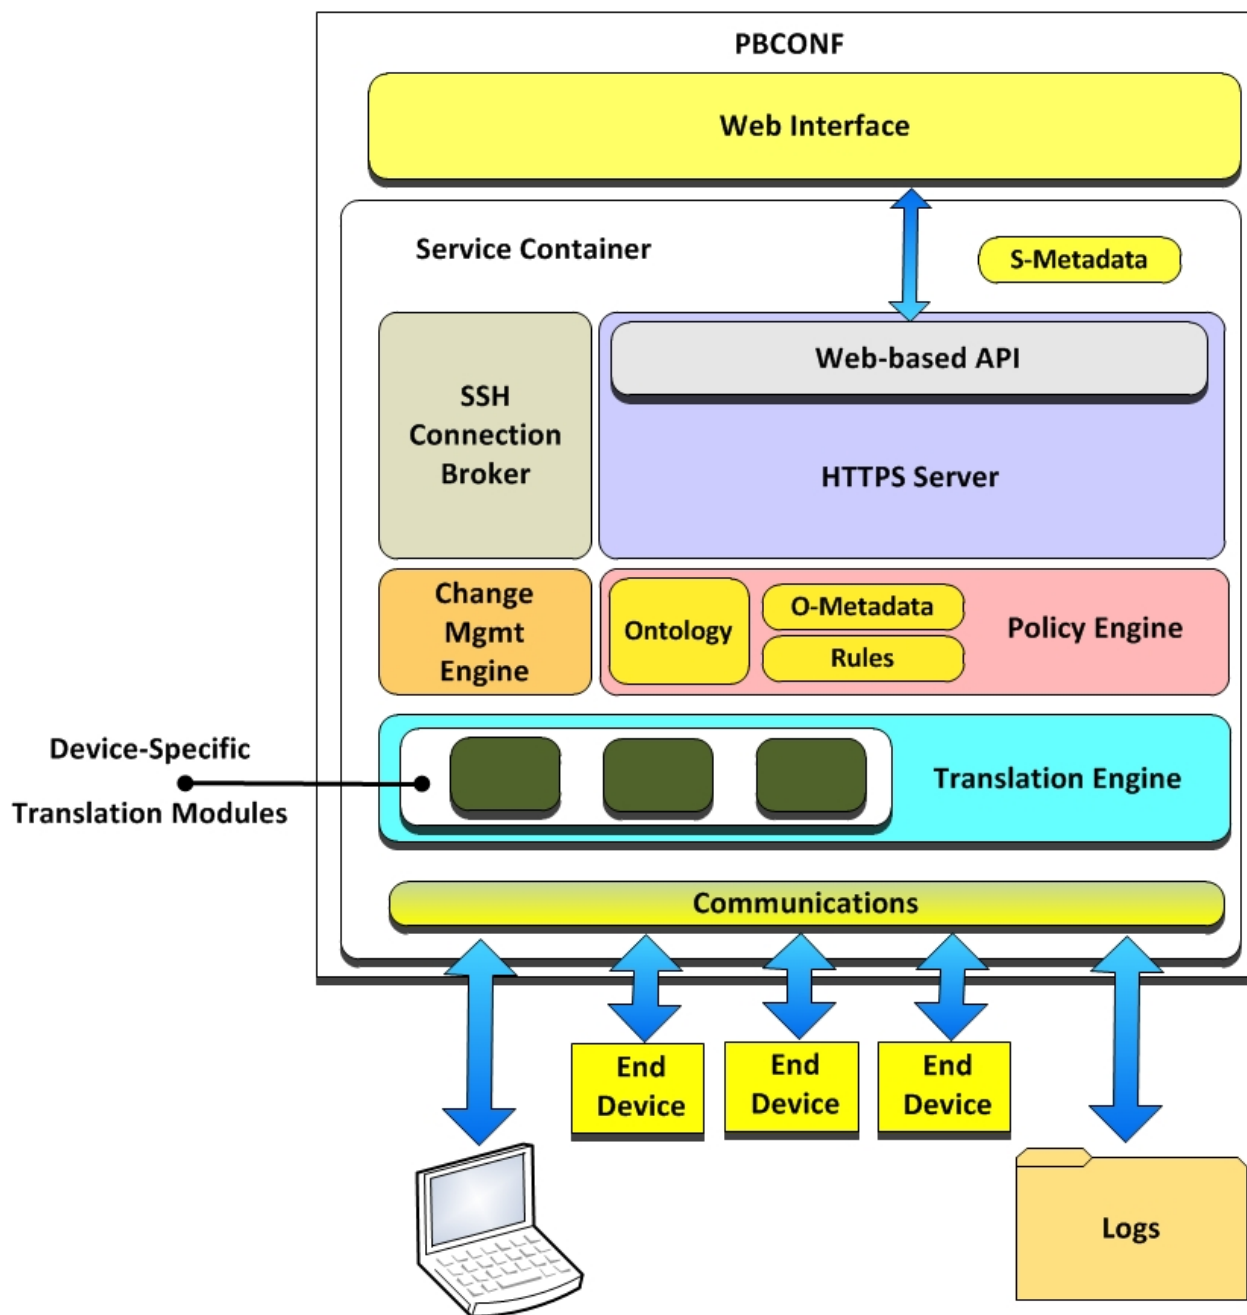 PBCONF
Web Interface
Service Container
S-Metadata
Web-based API
SSH
Connection
Broker
HTTPS Server
Change
Mgmt
Engine
Ontology
O-Metadata
Rules
Policy Engine
Device-Specific
Translation Modules
Translation Engine
Communications
End
Device
End
Device
End
Device
Logs